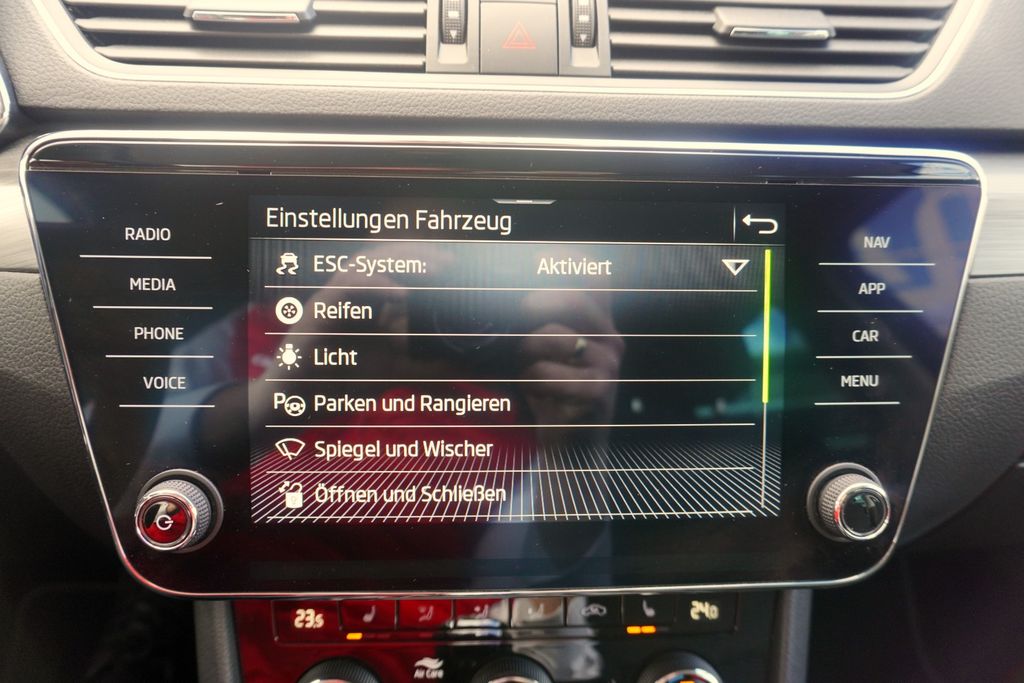 Einstellungen Fahrzeug
RADIO
MEDIA
PHONE
VOICE
ESC-System: Aktiviert
Reifen
Licht
P Parken und Rangieren
Spiegel und Wischer
Öffnen und Schließen
NAV
APP
CAR
MENU
23.5
24.0
Air Care